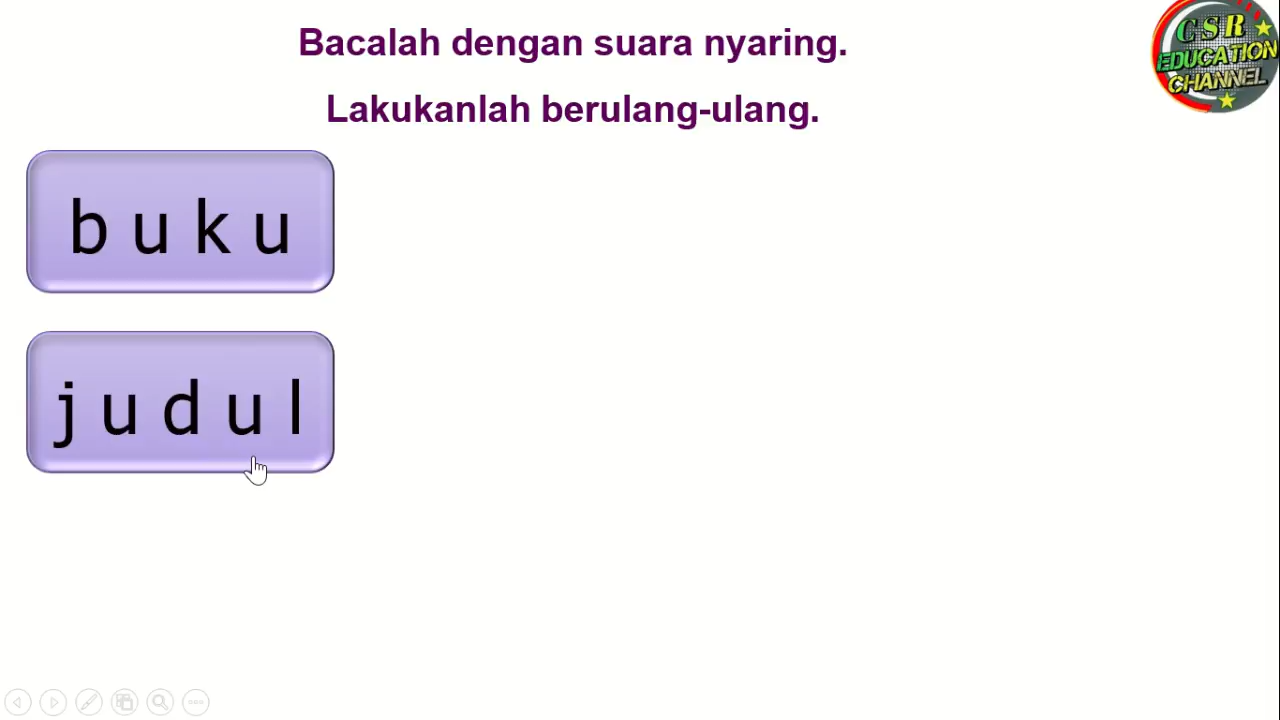 Bacalah dengan suara nyaring.
Lakukanlah berulang-ulang.
CSR
EDUCATION
CHANNEL
b u k u
j u d u l